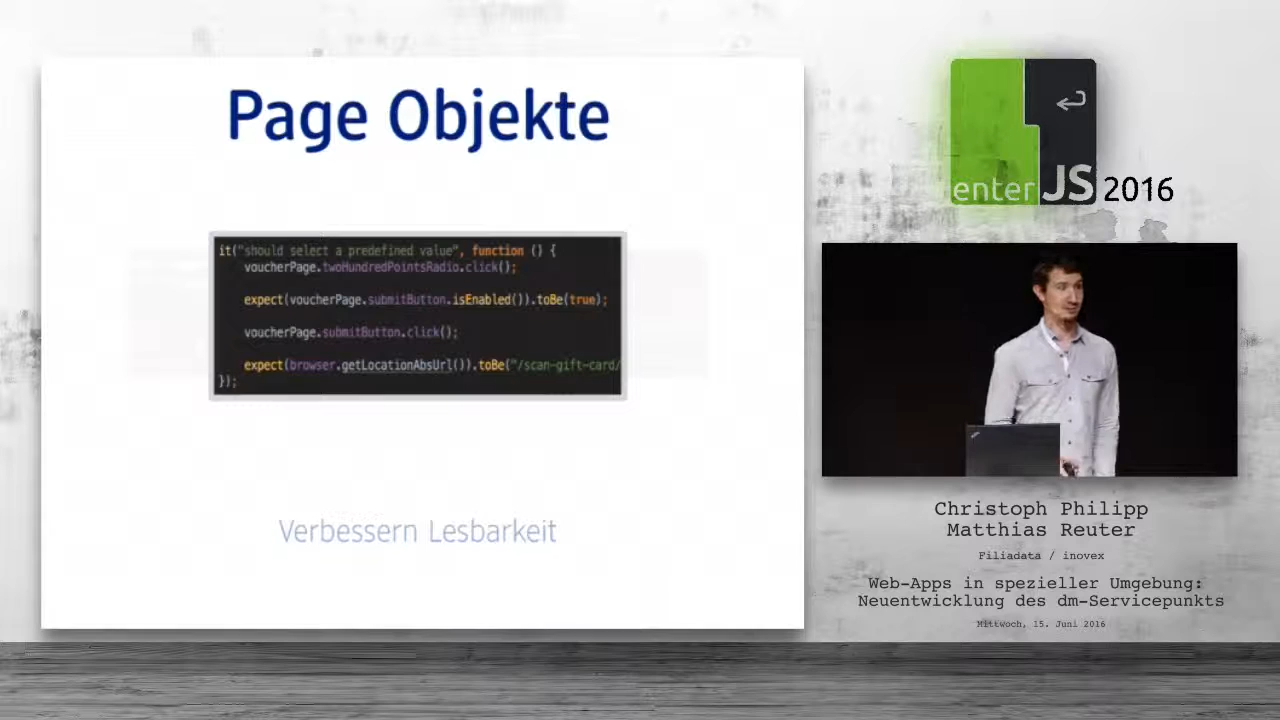 Page Objekte
it("should select a predefined value", function () {
voucherPage.twoHundredPointsRadio.click();
expect(voucherPage.submitButton.isEnabled()).toBe(true);
voucherPage.submitButton.click();
expect(browser.getLocationAbsUrl()).toBe("/scan-gift-card/
});
Verbessern Lesbarkeit
enter JS 2016
Christoph Philipp
Matthias Reuter
Filiadata / inovex
Web-Apps in spezieller Umgebung:
Neuentwicklung des dm-Servicepunkts
Mittwoch, 15. Juni 2016